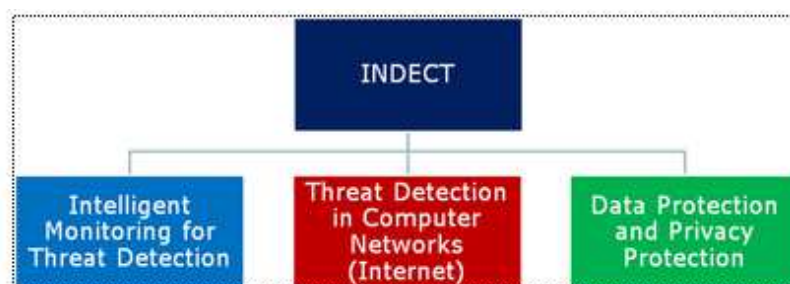 INDECT
Intelligent
Monitoring for
Threat Detection
Threat Detection
in Computer
Networks
(Internet)
Data Protection
and Privacy
Protection